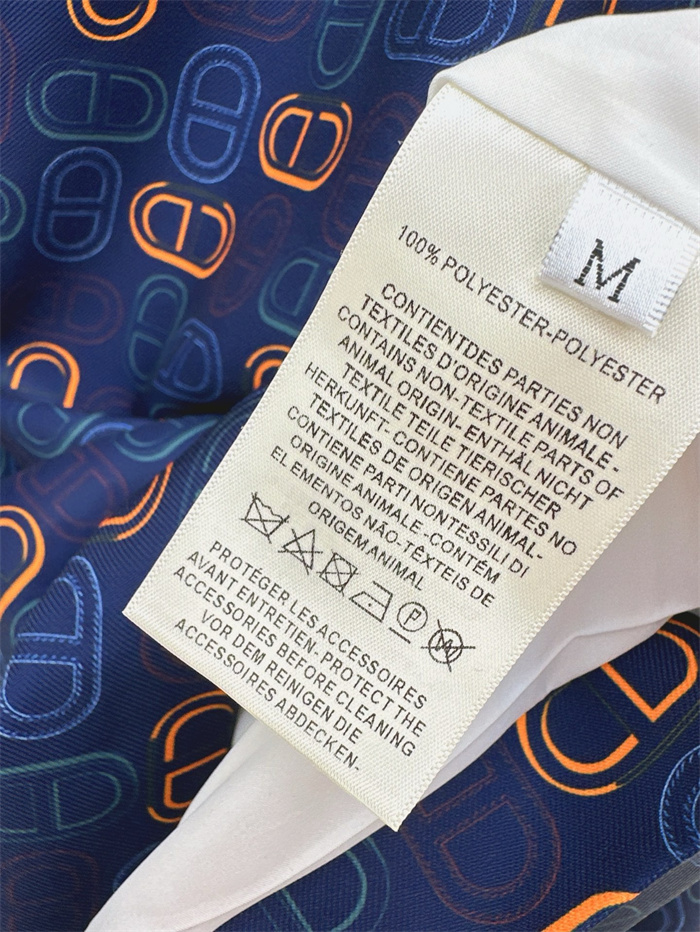 M
100% POLYESTER-POLYESTER
CONTIENTDES PARTIES NON
TEXTILES D'ORIGINE ANIMALE-
CONTAINS NON-TEXTILE PARTS OF
ANIMAL ORIGIN- ENTHÄL NICHT
TEXTILE TEILE TIERISCHER
HERKUNFT- CONTIENE PARTES NO
TEXTILES DE ORIGEN ANIMAL-
CONTIENE PARTI NONTÉSSILI DI
ORIGINE ANIMALE -CONTÉM
EL EMENTOS NÃO-TÊXTEIS DE
ORIGEM ANIMAL
P
W
PROTÉGER LES ACCESSOIRES
AVANT ENTRETIEN- PROTECT THE
ACCESSORIES BEFORE CLEANING
VOR DEM REINIGEN DIE
ACCESSOIRES ABDECKEN-